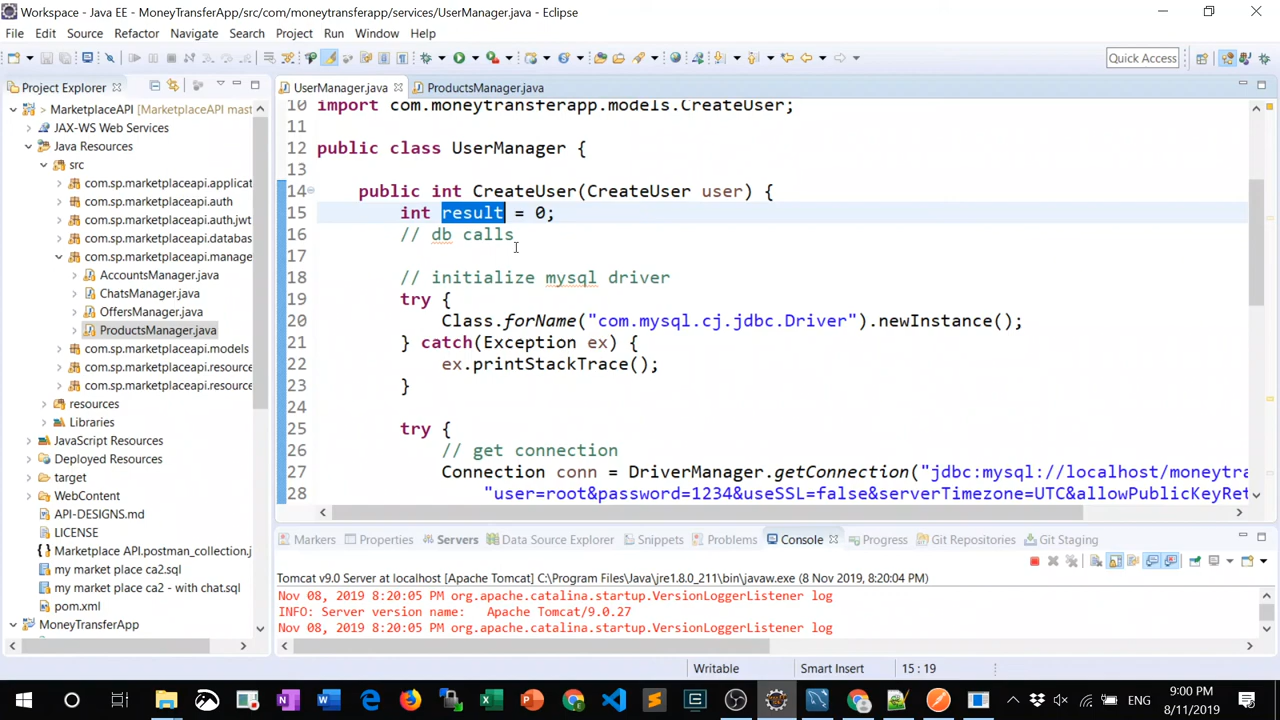 Workspace - Java EE - MoneyTransferApp/src/com/moneytransferapp/services/UserManager.java - Eclipse
File Edit Source Refactor Navigate Search Project Run Window Help
Quick Access
Project Explorer
UserManager.java
ProductsManager.java
MarketplaceAPI [MarketplaceAPI mast
JAX-WS Web Services
Java Resources
src
com.sp.marketplaceapi.applicat
com.sp.marketplaceapi.auth
com.sp.marketplaceapi.auth.jwt
com.sp.marketplaceapi.databas
com.sp.marketplaceapi.manage
AccountsManager.java
ChatsManager.java
OffersManager.java
ProductsManager.java
com.sp.marketplaceapi.models
com.sp.marketplaceapi.resource
com.sp.marketplaceapi.resource
resources
Libraries
JavaScript Resources
Deployed Resources
target
WebContent
API-DESIGNS.md
LICENSE
Marketplace API.postman_collection.j
my market place ca2.sql
my market place ca2 - with chat.sql
pom.xml
MoneyTransferApp
10 import com.moneytransferapp.models.CreateUser;
11
12 public class UserManager {
13
14 public int CreateUser(CreateUser user) {
15 int result = 0;
16 // db calls
17
18 // initialize mysql driver
19 try {
20 Class.forName("com.mysql.cj.jdbc.Driver").newInstance();
21 } catch(Exception ex) {
22 ex.printStackTrace();
23 }
24
25 try {
26 // get connection
27 Connection conn = DriverManager.getConnection("jdbc:mysql://localhost/moneytra
28 "user=root&password=1234&useSSL=false&serverTimezone=UTC&allowPublicKeyRet
Markers Properties Servers Data Source Explorer Snippets Problems Console Progress Git Repositories Git Staging
Tomcat v9.0 Server at localhost [Apache Tomcat] C:\Program Files\Java\jre1.8.0_211\bin\javaw.exe (8 Nov 2019, 8:20:04 PM)
Nov 08, 2019 8:20:05 PM org.apache.catalina.startup.VersionLoggerListener log
INFO: Server version name: Apache Tomcat/9.0.27
Nov 08, 2019 8:20:05 PM org.apache.catalina.startup.VersionLoggerListener log
Writable Smart Insert 15 : 19
ENG
9:00 PM
8/11/2019